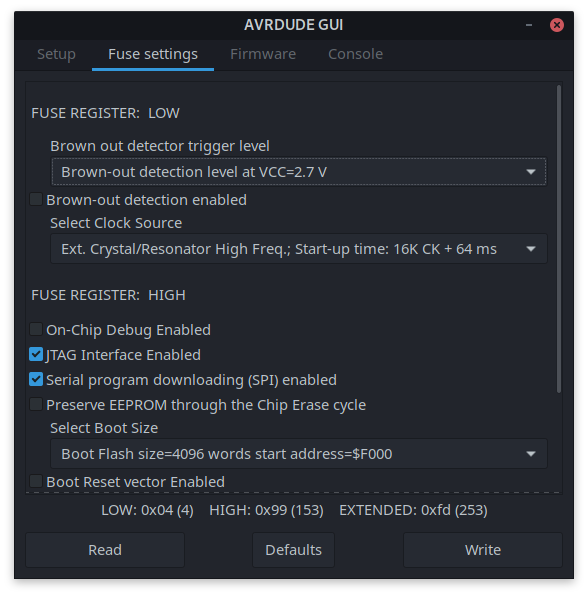 AVRDUDE GUI
Setup Fuse settings Firmware Console
FUSE REGISTER: LOW
Brown out detector trigger level
Brown-out detection level at VCC=2.7 V
Brown-out detection enabled
Select Clock Source
Ext. Crystal/Resonator High Freq.; Start-up time: 16K CK + 64 ms
FUSE REGISTER: HIGH
On-Chip Debug Enabled
JTAG Interface Enabled
Serial program downloading (SPI) enabled
Preserve EEPROM through the Chip Erase cycle
Select Boot Size
Boot Flash size=4096 words start address=$F000
Boot Reset vector Enabled
LOW: 0x04 (4) HIGH: 0x99 (153) EXTENDED: 0xfd (253)
Read Defaults Write